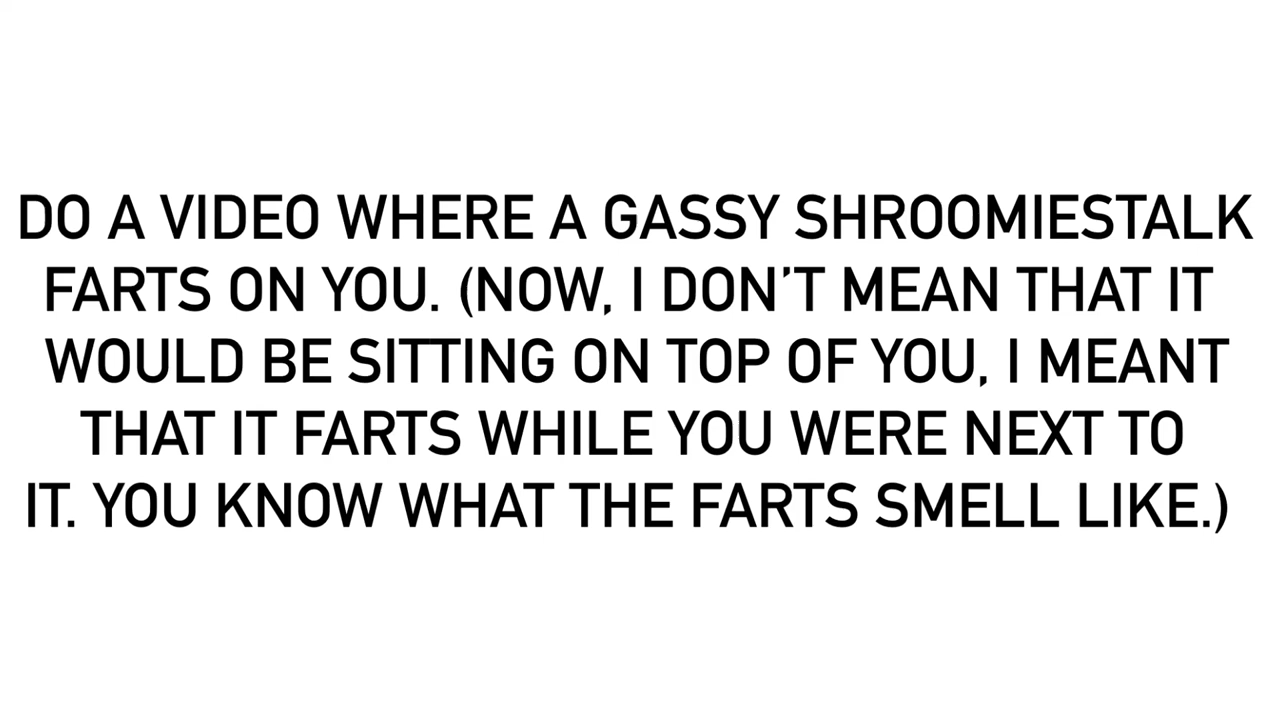 DO A VIDEO WHERE A GASSY SHROOMIESTALK
FARTS ON YOU. (NOW, I DON’T MEAN THAT IT
WOULD BE SITTING ON TOP OF YOU, I MEANT
THAT IT FARTS WHILE YOU WERE NEXT TO
IT. YOU KNOW WHAT THE FARTS SMELL LIKE.)